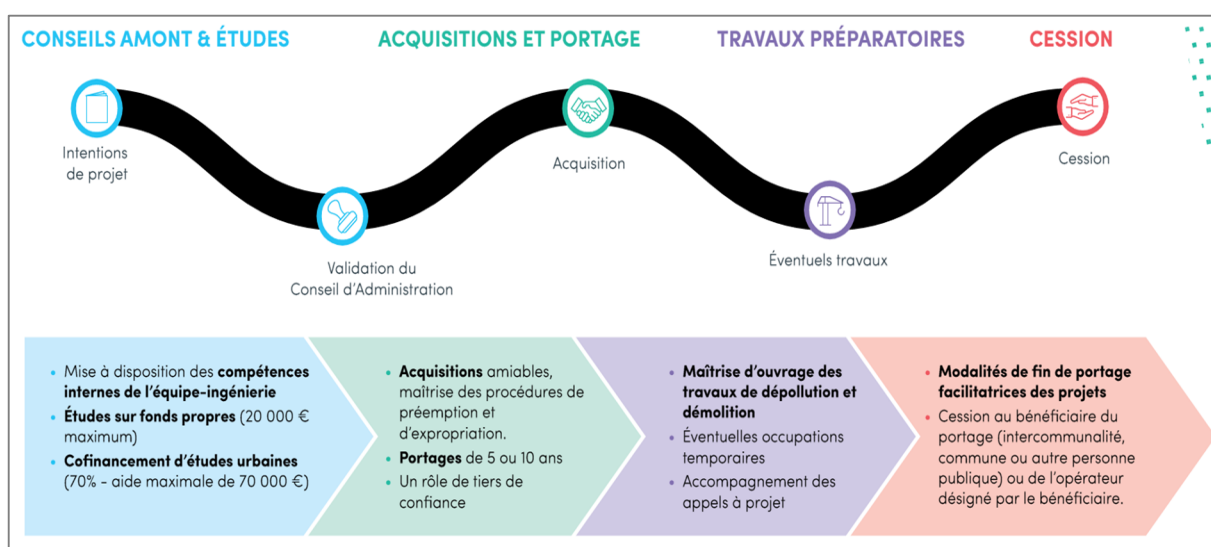 CONSEILS AMONT & ÉTUDES
ACQUISITIONS ET PORTAGE
TRAVAUX PRÉPARATOIRES
CESSION
Intentions
de projet
Validation du
Conseil d’Administration
Acquisition
Éventuels travaux
Cession
• Mise à disposition des compétences
internes de l’équipe-ingénierie
• Études sur fonds propres (20 000 €
maximum)
• Cofinancement d’études urbaines
(70% - aide maximale de 70 000 €)
• Acquisitions amiables,
maîtrise des procédures de
préemption et
d’expropriation.
• Portages de 5 ou 10 ans
• Un rôle de tiers de
confiance
• Maîtrise d’ouvrage des
travaux de dépollution et
démolition
• Éventuelles occupations
temporaires
• Accompagnement des
appels à projet
• Modalités de fin de portage
facilitatrices des projets
• Cession au bénéficiaire du
portage (intercommunalité,
commune ou autre personne
publique) ou de l’opérateur
désigné par le bénéficiaire.